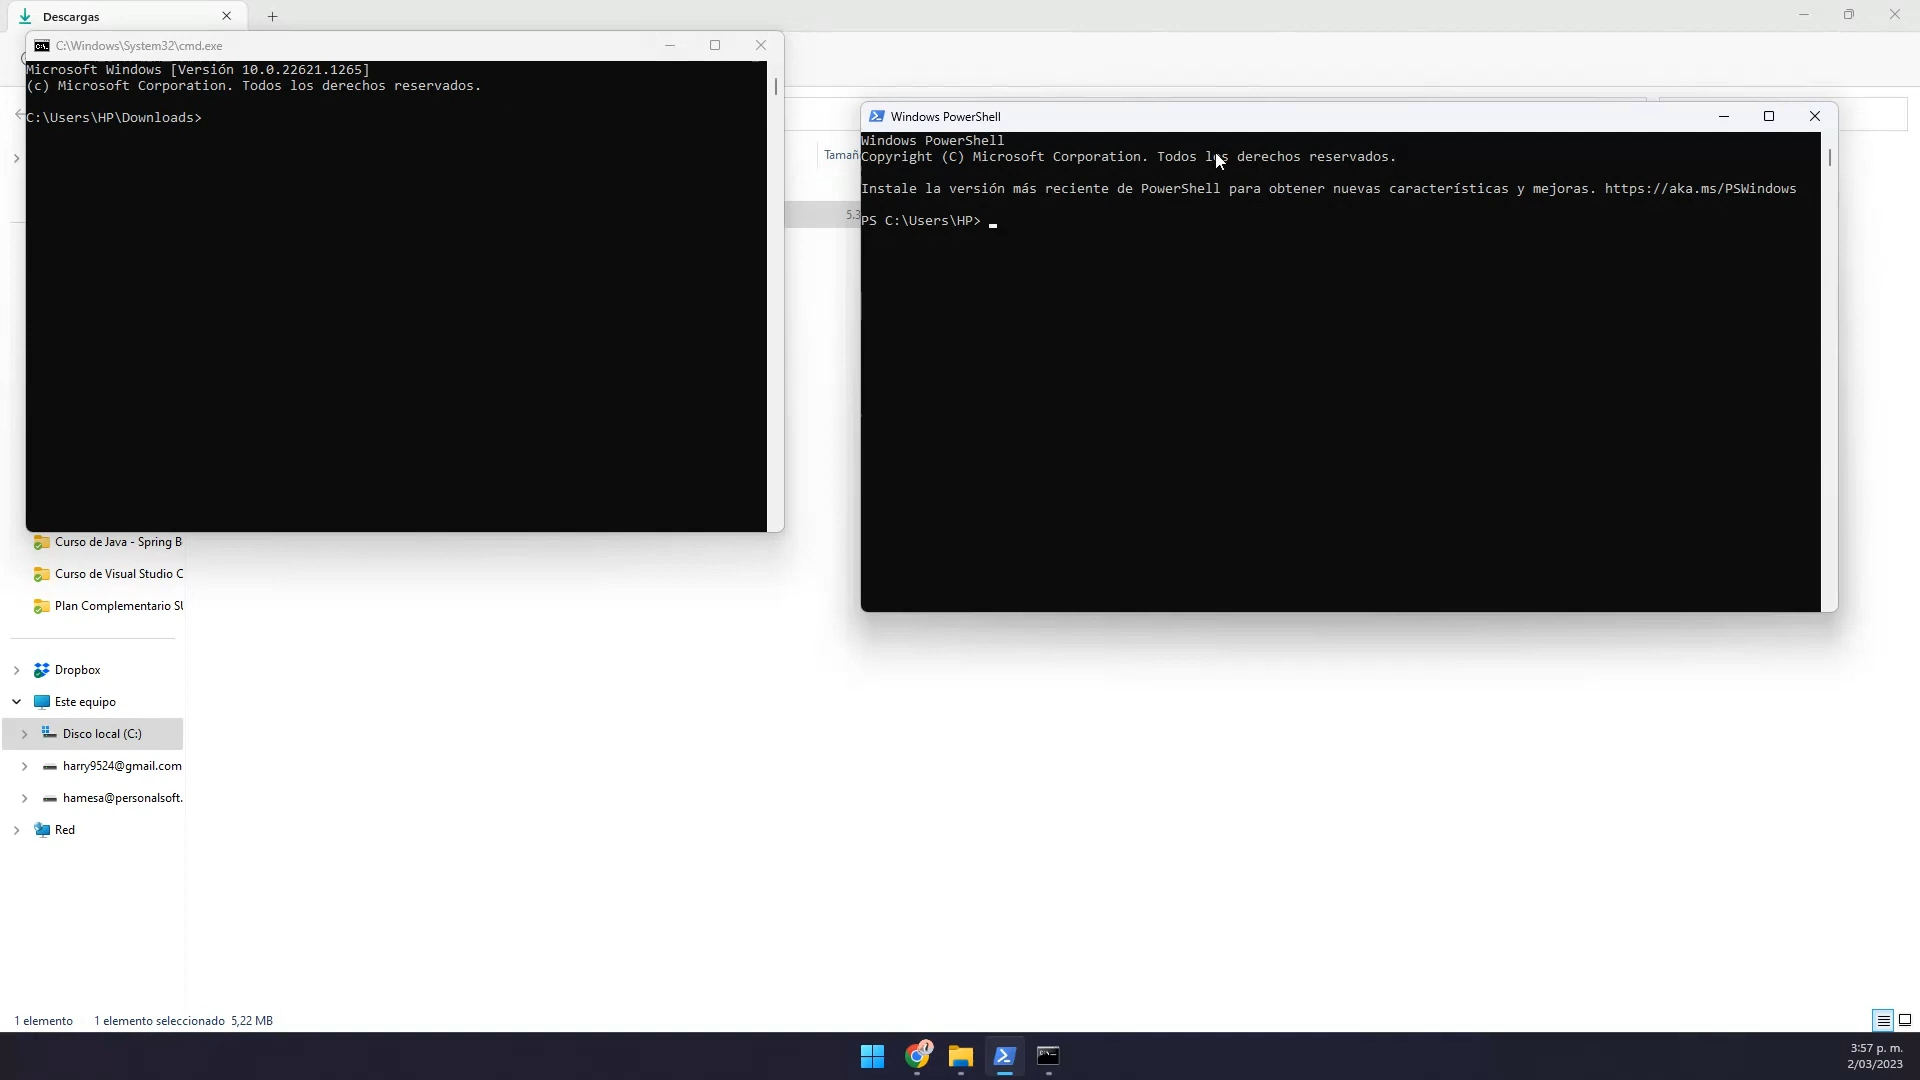 Descargas
C:\Windows\System32\cmd.exe
Microsoft Windows [Versión 10.0.22621.1265]
(c) Microsoft Corporation. Todos los derechos reservados.
C:\Users\HP\Downloads>
Windows PowerShell
Windows PowerShell
Copyright (C) Microsoft Corporation. Todos los derechos reservados.
Instale la versión más reciente de PowerShell para obtener nuevas características y mejoras. https://aka.ms/PSWindows
PS C:\Users\HP>
Tamañ
5.3
Curso de Java - Spring B
Curso de Visual Studio C
Plan Complementario SU
Dropbox
Este equipo
Disco local (C:)
harry9524@gmail.com
hamesa@personalsoft.
Red
1 elemento
1 elemento seleccionado 5,22 MB
3:57 p. m.
2/03/2023